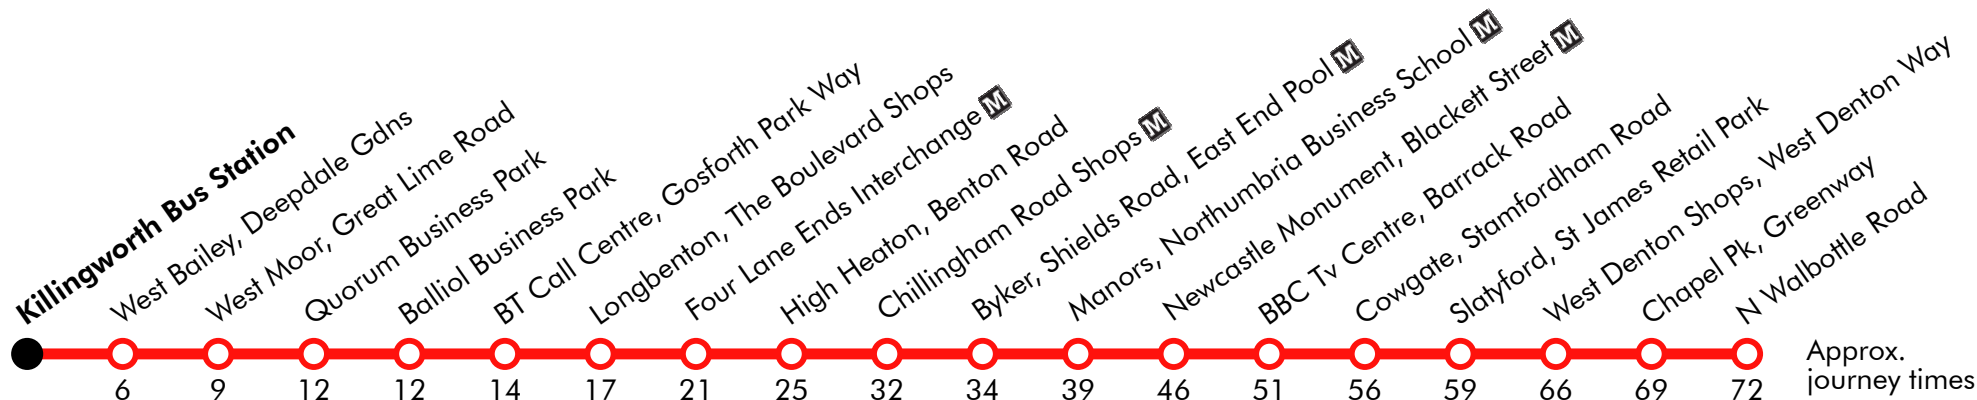 Killingworth Bus Station
West Bailey, Deepdale Gdns
West Moor, Great Lime Road
Quorum Business Park
Balliol Business Park
BT Call Centre, Gosforth Park Way
Longbenton, The Boulevard Shops
Four Lane Ends Interchange M
High Heaton, Benton Road
Chillingham Road Shops M
Byker, Shields Road, East End Pool M
Manors, Northumbria Business School M
Newcastle Monument, Blackett Street M
BBC Tv Centre, Barrack Road
Cowgate, Stamfordham Road
Slatyford, St James Retail Park
West Denton Shops, West Denton Way
Chapel Pk, Greenway
N Walbottle Road
6 9 12 12 14 17 21 25 32 34 39 46 51 56 59 66 69 72
Approx.
journey times